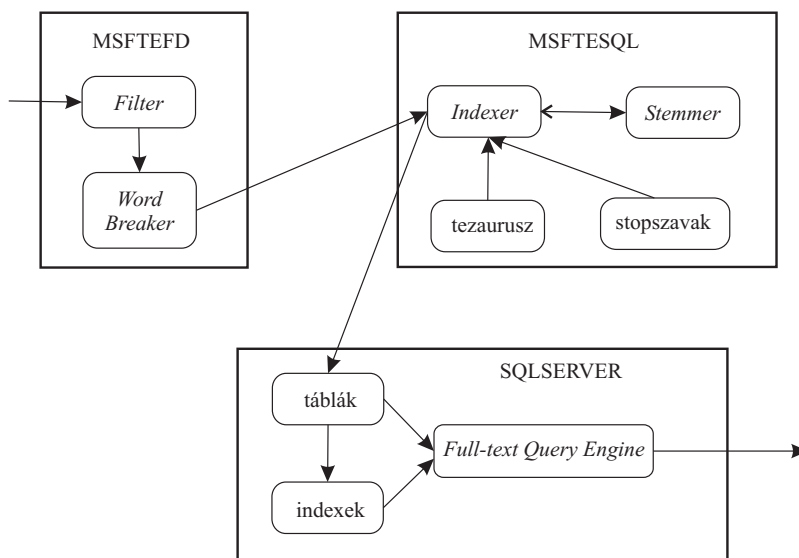 MSFTEFD
Filter
Word
Breaker
MSFTESQL
Indexer
Stemmer
tezaurusz
stopszavak
SQLSERVER
táblák
Full-text Query Engine
indexek